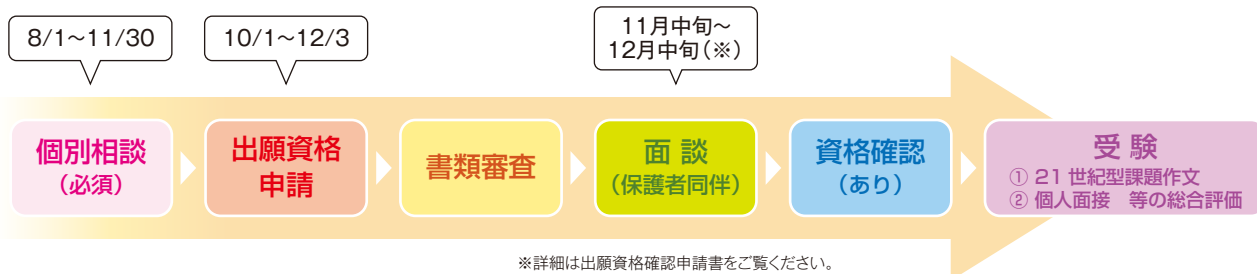 8/1～11/30
10/1～12/3
11月中旬～
12月中旬(※)
個別相談
(必須)
出願資格
申請
書類審査
面 談
(保護者同伴)
資格確認
(あり)
受 験
① 21 世紀型課題作文
② 個人面接　等の総合評価
※詳細は出願資格確認申請書をご覧ください。